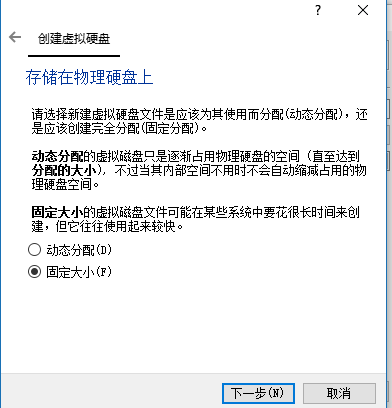 ?
创建虚拟硬盘
存储在物理硬盘上
请选择新建虚拟硬盘文件是应该为其使用而分配(动态分配)，还
是应该创建完全分配(固定分配)。
动态分配的虚拟磁盘只是逐渐占用物理硬盘的空间（直至达到
分配的大小），不过当其内部空间不用时不会自动缩减占用的物
理硬盘空间。
固定大小的虚拟磁盘文件可能在某些系统中要花很长时间来创
建，但它往往使用起来较快。
动态分配(D)
固定大小(F)
下一步(N)
取消